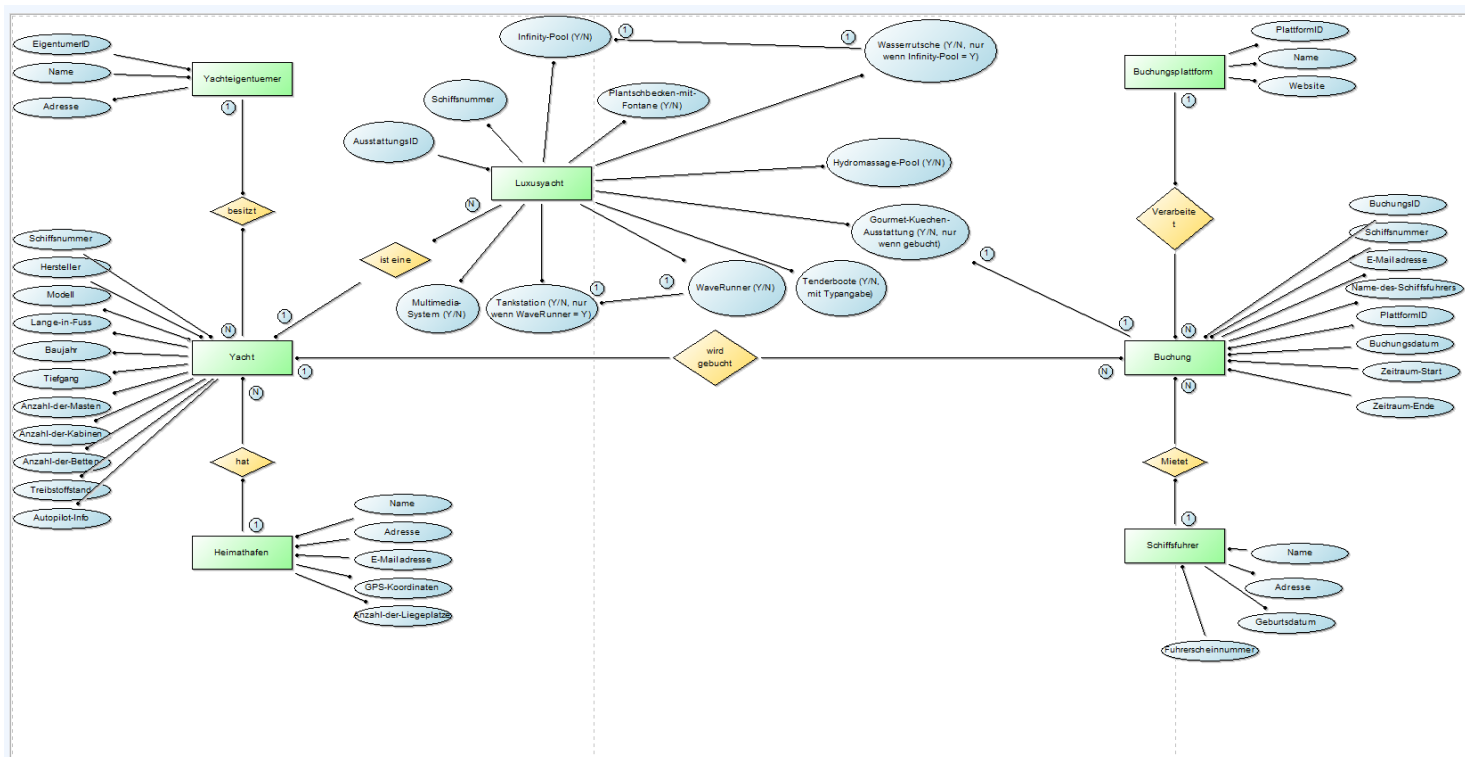 EigentumerID
Name
Adresse
Yachteigentuemer
1
besitzt
N
Infinity-Pool (Y/N)
1
1
Wasserrutsche (Y/N, nur
wenn Infinity-Pool = Y)
Plantschbecken-mit-
Fontane (Y/N)
Schiffsnummer
AusstattungsID
Luxusyacht
Hydromassage-Pool (Y/N)
Gourmet-Kuechen-
Ausstattung (Y/N, nur
wenn gebucht)
1
1
N
ist eine
1
Multimedia-
System (Y/N)
Tankstation (Y/N, nur
wenn WaveRunner = Y)
1
1
WaveRunner (Y/N)
Tenderboote (Y/N,
mit Typangabe)
PlattformID
Name
Website
Buchungsplattform
1
Verarbeite
t
N
BuchungsID
Schiffsnummer
E-Mailadresse
Name-des-Schiffsfuhrers
PlattformID
Buchungsdatum
Zeitraum-Start
Zeitraum-Ende
Buchung
Schiffsnummer
Hersteller
Modell
Lange-in-Fuss
Baujahr
Tiefgang
Anzahl-der-Masten
Anzahl-der-Kabinen
Anzahl-der-Betten
Treibstoffstand
Autopilot-Info
Yacht
1
wird
gebucht
N
N
hat
1
Heimathafen
Name
Adresse
E-Mailadresse
GPS-Koordinaten
Anzahl-der-Liegeplatze
N
Mietet
1
Schiffsfuhrer
Name
Adresse
Geburtsdatum
Fuhrerscheinnummer